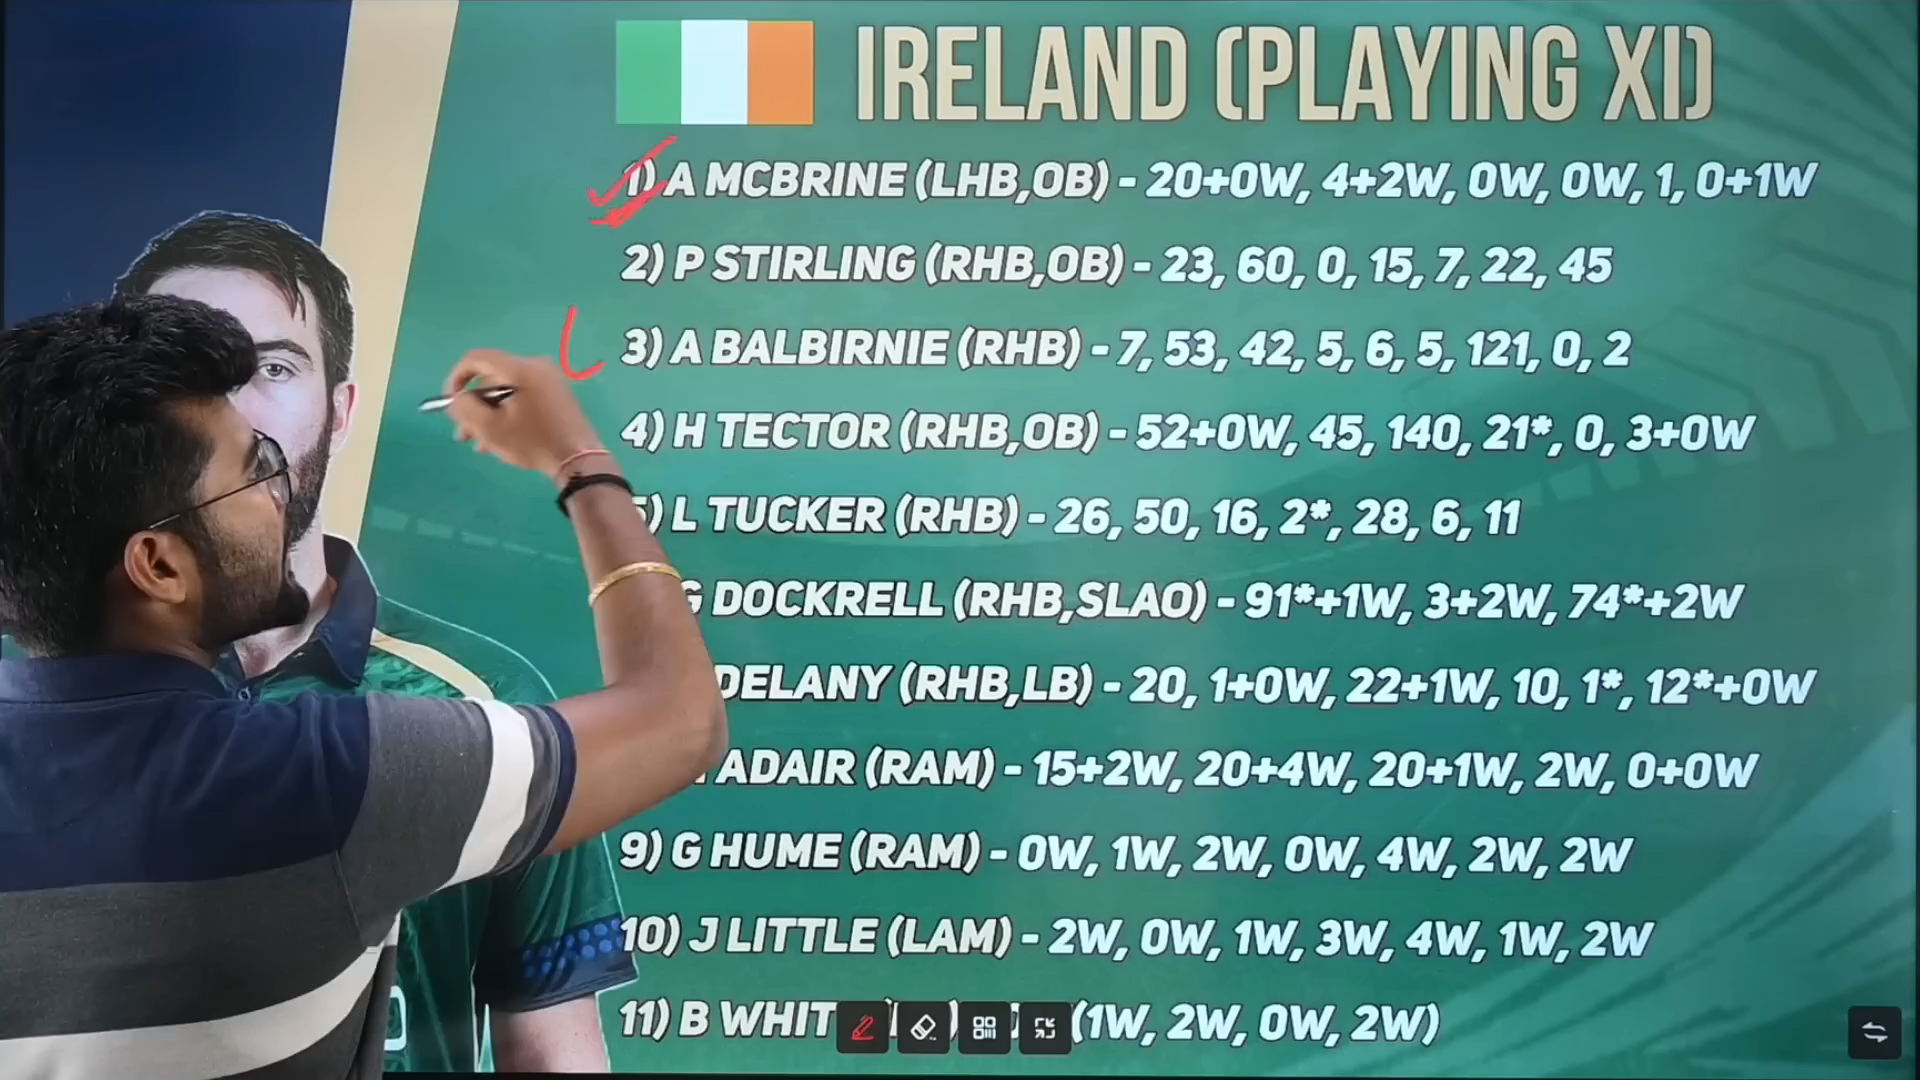 IRELAND (PLAYING XI)
1) A MCBRINE (LHB,OB) - 20+0W, 4+2W, 0W, 0W, 1, 0+1W
2) P STIRLING (RHB,OB) - 23, 60, 0, 15, 7, 22, 45
3) A BALBIRNIE (RHB) - 7, 53, 42, 5, 6, 5, 121, 0, 2
4) H TECTOR (RHB,OB) - 52+0W, 45, 140, 21*, 0, 3+0W
5) L TUCKER (RHB) - 26, 50, 16, 2*, 28, 6, 11
G DOCKRELL (RHB,SLAO) - 91*+1W, 3+2W, 74*+2W
DELANY (RHB,LB) - 20, 1+0W, 22+1W, 10, 1*, 12*+0W
ADAIR (RAM) - 15+2W, 20+4W, 20+1W, 2W, 0+0W
9) G HUME (RAM) - 0W, 1W, 2W, 0W, 4W, 2W, 2W
10) J LITTLE (LAM) - 2W, 0W, 1W, 3W, 4W, 1W, 2W
11) B WHIT (1W, 2W, 0W, 2W)